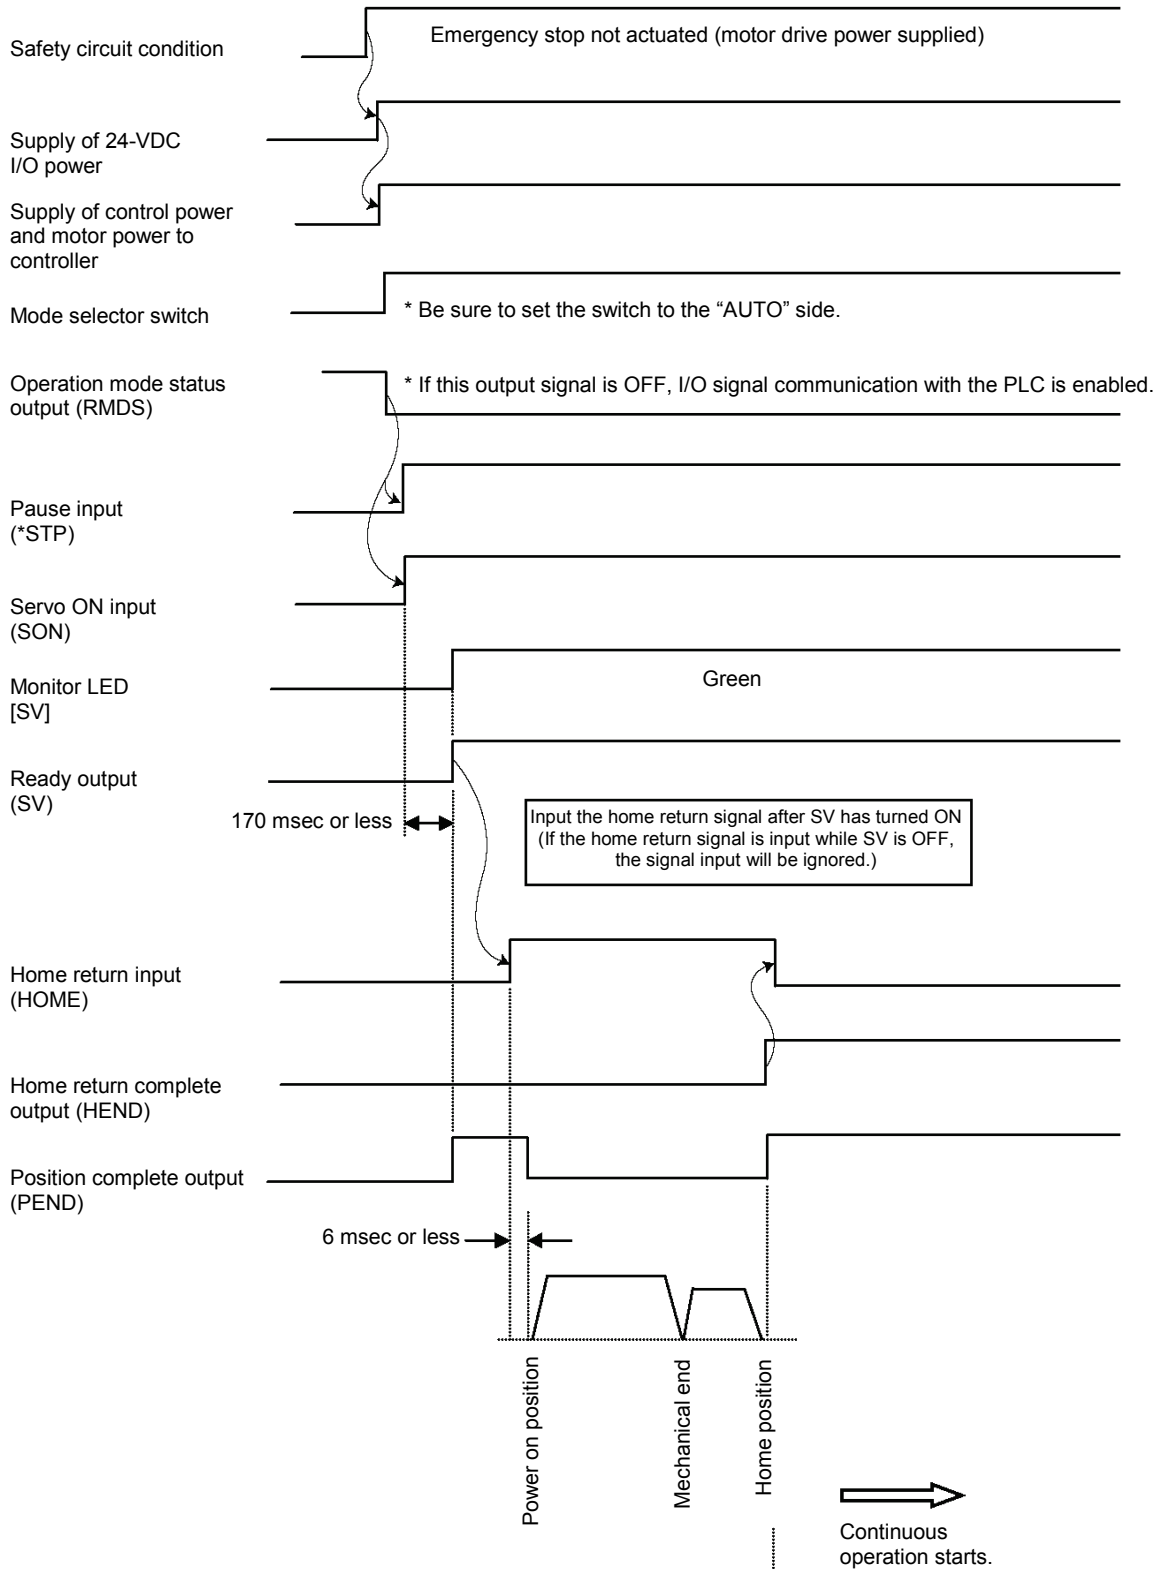 Safety circuit condition
Emergency stop not actuated (motor drive power supplied)
Supply of 24-VDC
I/O power
Supply of control power
and motor power to
controller
Mode selector switch
* Be sure to set the switch to the “AUTO” side.
Operation mode status
output (RMDS)
* If this output signal is OFF, I/O signal communication with the PLC is enabled.
Pause input
(*STP)
Servo ON input
(SON)
Monitor LED
[SV]
Green
Ready output
(SV)
170 msec or less
Input the home return signal after SV has turned ON
(If the home return signal is input while SV is OFF,
the signal input will be ignored.)
Home return input
(HOME)
Home return complete
output (HEND)
Position complete output
(PEND)
6 msec or less
Power on position
Mechanical end
Home position
Continuous
operation starts.